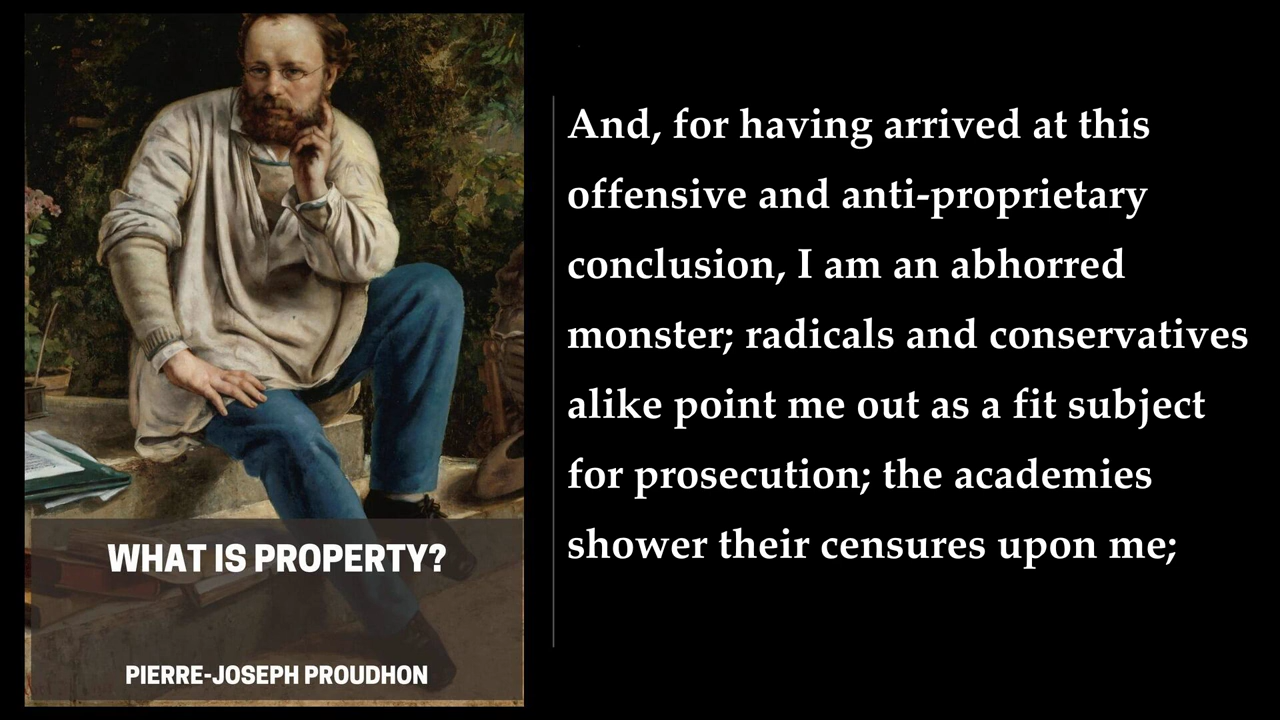 WHAT IS PROPERTY?
PIERRE-JOSEPH PROUDHON
And, for having arrived at this
offensive and anti-proprietary
conclusion, I am an abhorred
monster; radicals and conservatives
alike point me out as a fit subject
for prosecution; the academies
shower their censures upon me;